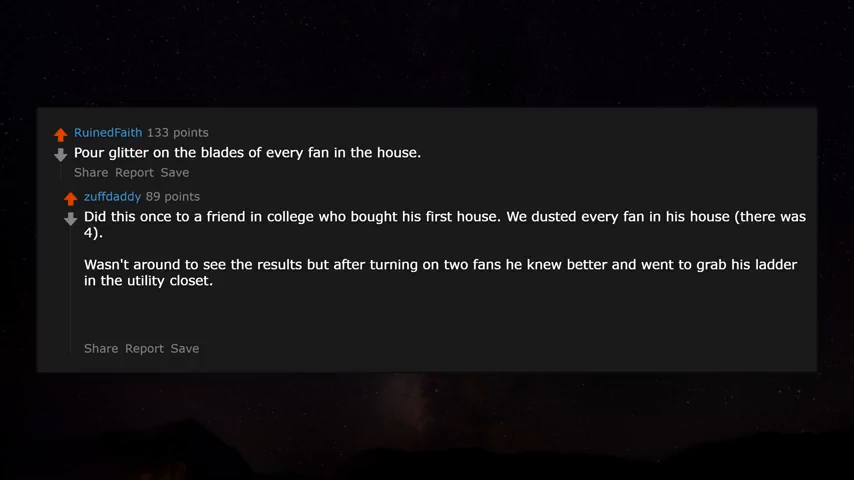 RuinedFaith 133 points
Pour glitter on the blades of every fan in the house.
Share Report Save
zuffdaddy 89 points
Did this once to a friend in college who bought his first house. We dusted every fan in his house (there was
4).
Wasn't around to see the results but after turning on two fans he knew better and went to grab his ladder
in the utility closet.
Share Report Save